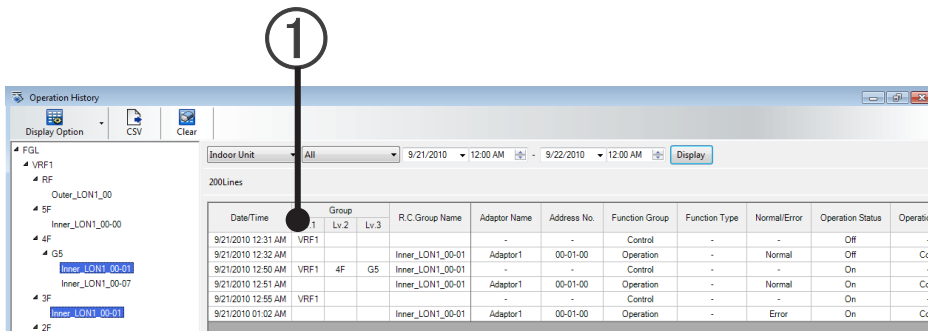 1
Operation History
Display Option CSV Clear
FGL
VRF1
RF
Outer_LON1_00
5F
Inner_LON1_00-00
4F
G5
Inner_LON1_00-01
Inner_LON1_00-07
3F
Inner_LON1_00-01
2F
Indoor Unit All 9/21/2010 12:00 AM - 9/22/2010 12:00 AM Display
200Lines
Date/Time Group R.C.Group Name Adaptor Name Address No. Function Group Function Type Normal/Error Operation Status
.1 Lv.2 Lv.3
9/21/2010 12:31 AM VRF1 - - Control - - Off
9/21/2010 12:32 AM Inner_LON1_00-01 Adaptor1 00-01-00 Operation - Normal Off Co
9/21/2010 12:50 AM VRF1 4F G5 Inner_LON1_00-01 - - Control - - On -
9/21/2010 12:51 AM Inner_LON1_00-01 Adaptor1 00-01-00 Operation - Normal On Co
9/21/2010 12:55 AM VRF1 - - Control - - On -
9/21/2010 01:02 AM Inner_LON1_00-01 Adaptor1 00-01-00 Operation - Error On Co